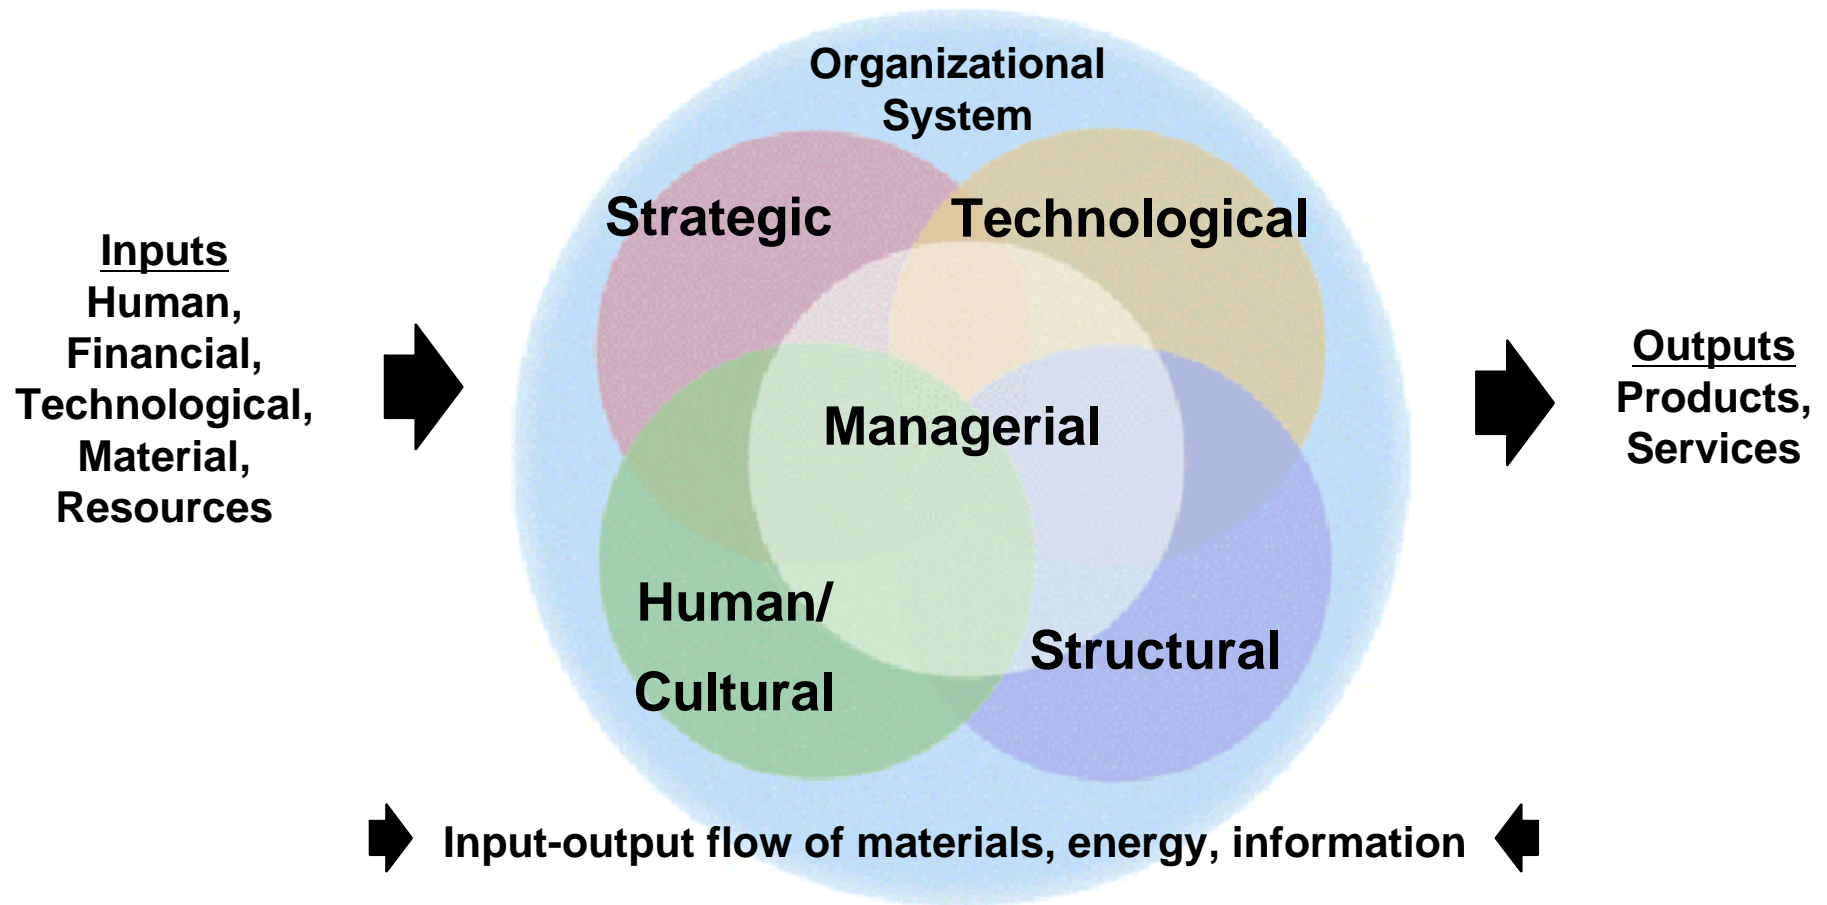 Organizational
System
Strategic
Technological
Inputs
Human,
Financial,
Technological,
Material,
Resources
Managerial
Outputs
Products,
Services
Human/
Cultural
Structural
Input-output flow of materials, energy, information